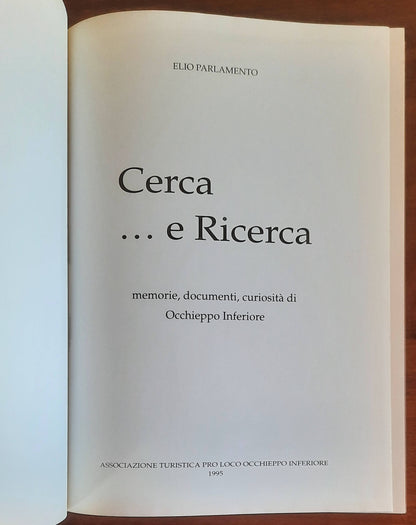 ELIO PARLAMENTO
Cerca
… e Ricerca
memorie, documenti, curiosità di
Occhieppo Inferiore
ASSOCIAZIONE TURISTICA PRO LOCO OCCHIEPPO INFERIORE
1995